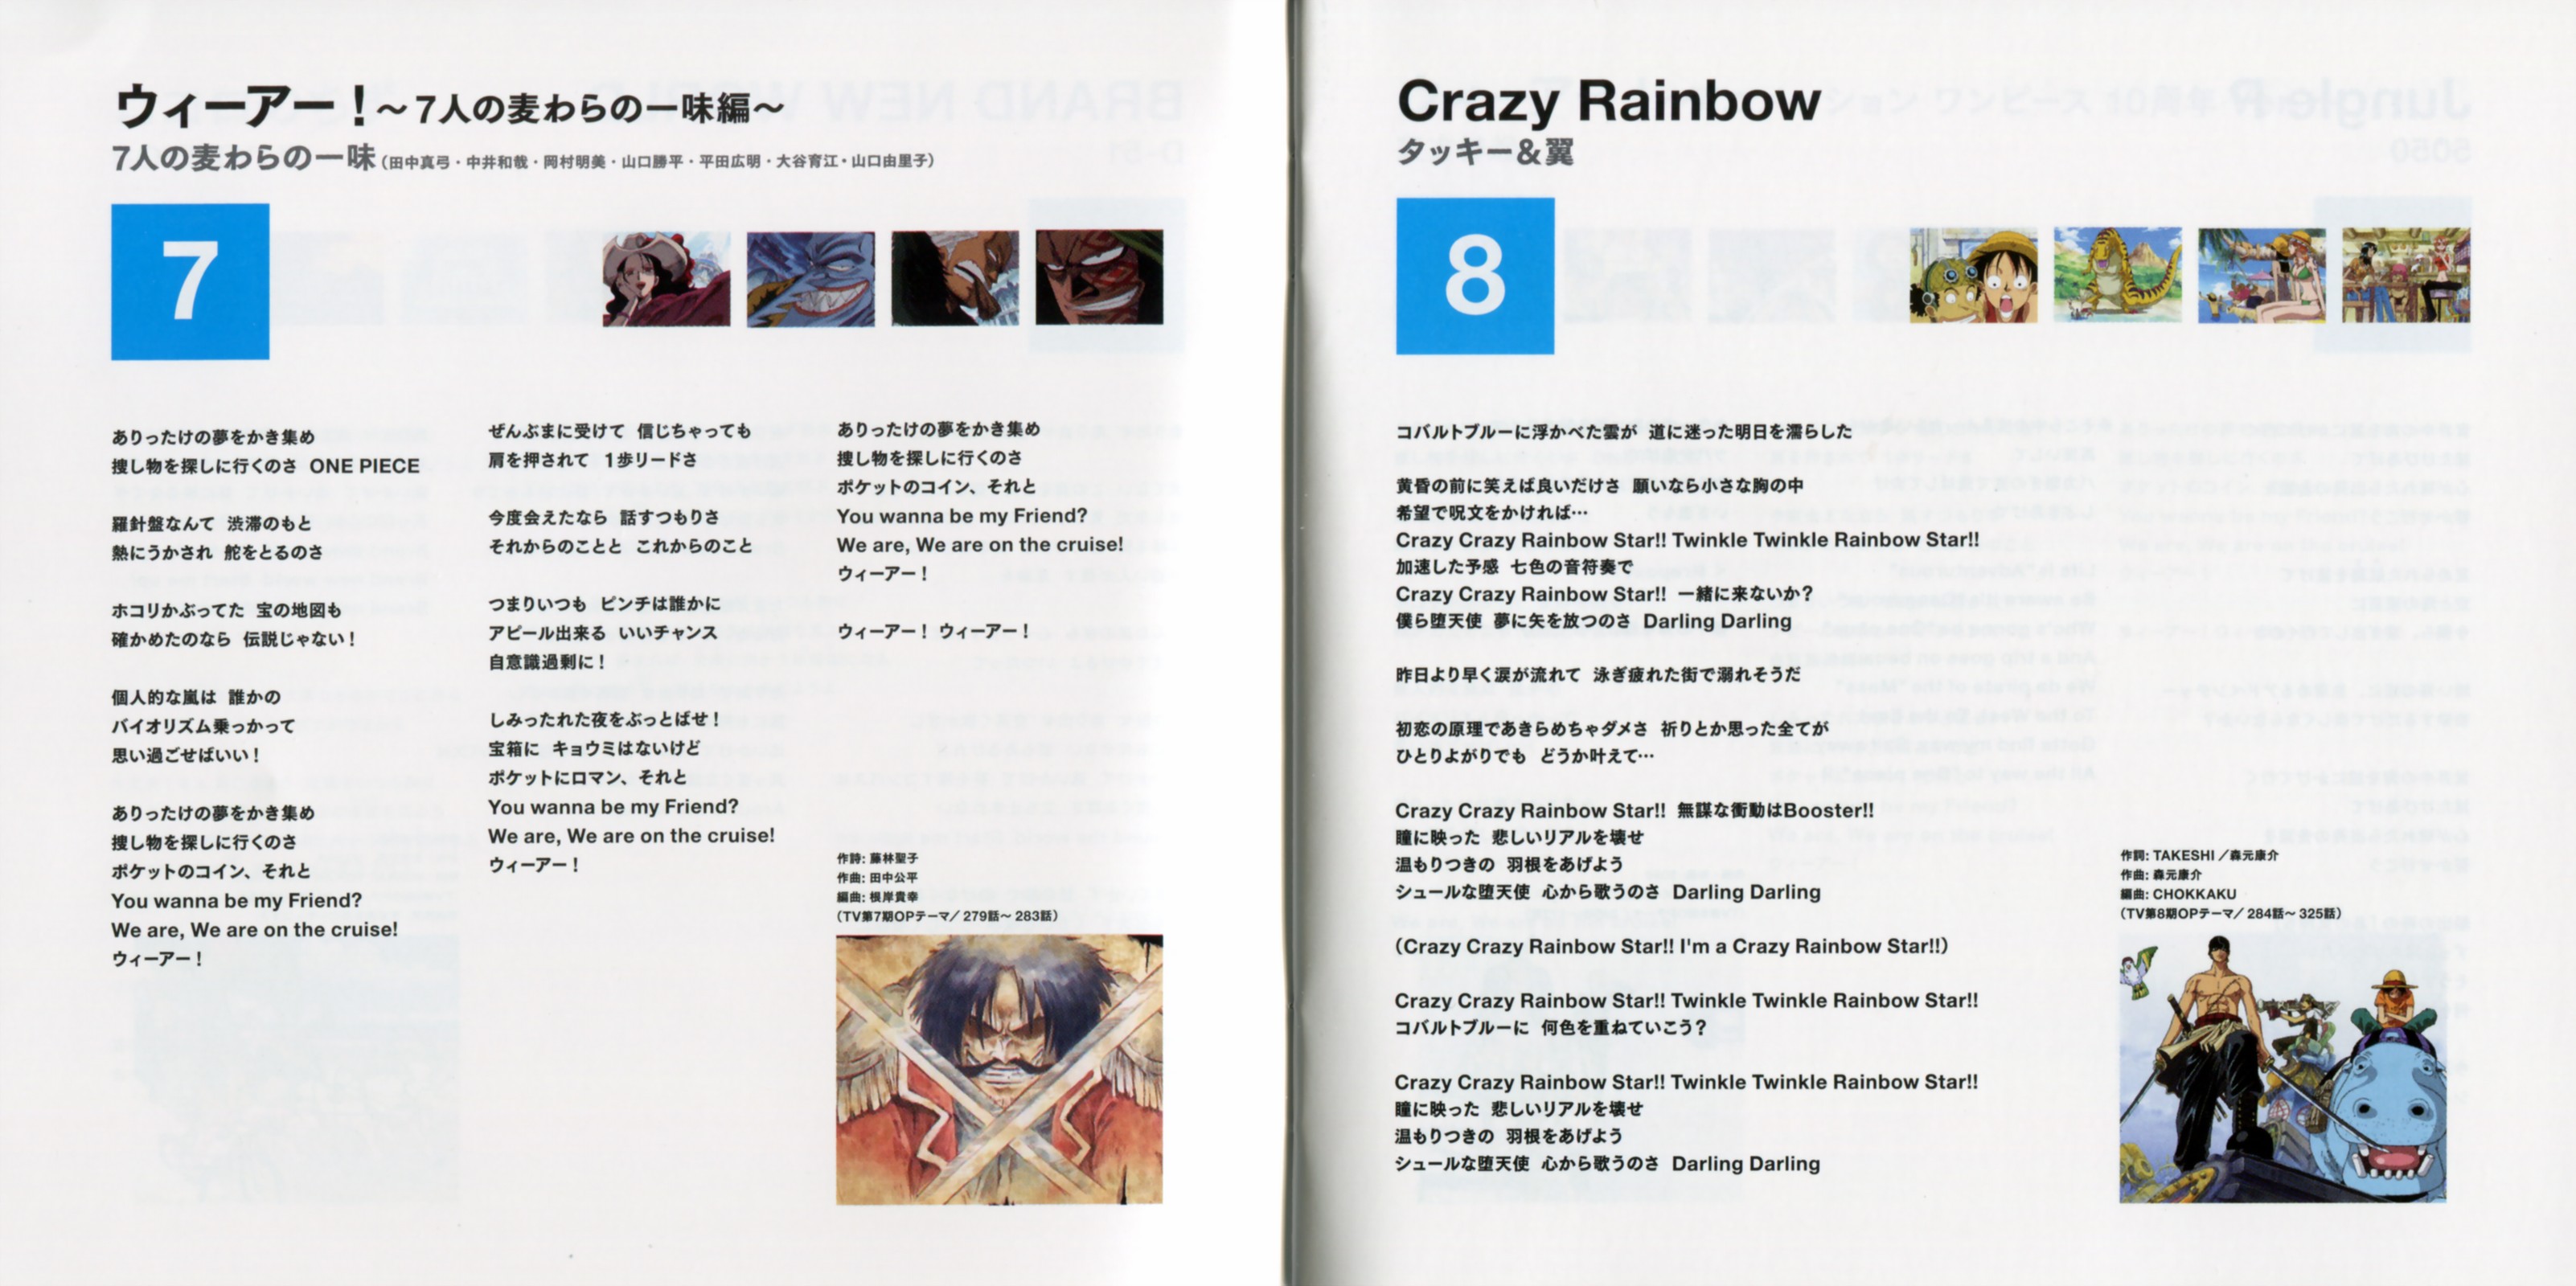 ウィーアー！～7人の麦わらの一味編～
7人の麦わらの一味（田中真弓・中井和哉・岡村明美・山口勝平・平田広明・大谷育江・山口由里子）
7
ありったけの夢をかき集め
捜し物を探しに行くのさ ONE PIECE
羅針盤なんて 渋滞のもと
熱にうかされ 舵をとるのさ
ホコリかぶってた 宝の地図も
確かめたのなら 伝説じゃない！
個人的な嵐は 誰かの
バイオリズム乗っかって
思い過ごせばいい！
ありったけの夢をかき集め
捜し物を探しに行くのさ
ポケットのコイン、それと
You wanna be my Friend?
We are, We are on the cruise!
ウィーアー！
ぜんぶまに受けて 信じちゃっても
肩を押されて 1歩リードさ
今度会えたなら 話すつもりさ
それからのことと これからのこと
つまりいつも ピンチは誰かに
アピール出来る いいチャンス
自意識過剰に！
しみったれた夜をぶっとばせ！
宝箱に キョウミはないけど
ポケットにロマン、それと
You wanna be my Friend?
We are, We are on the cruise!
ウィーアー！
ありったけの夢をかき集め
捜し物を探しに行くのさ
ポケットのコイン、それと
You wanna be my Friend?
We are, We are on the cruise!
ウィーアー！
ウィーアー！ ウィーアー！
作詩: 藤林聖子
作曲: 田中公平
編曲: 根岸貴幸
（TV第7期OPテーマ／279話～283話）
Crazy Rainbow
タッキー＆翼
8
コバルトブルーに浮かべた雲が 道に迷った明日を濡らした
黄昏の前に笑えば良いだけさ 願いなら小さな胸の中
希望で呪文をかければ…
Crazy Crazy Rainbow Star!! Twinkle Twinkle Rainbow Star!!
加速した予感 七色の音符奏で
Crazy Crazy Rainbow Star!! 一緒に来ないか？
僕ら堕天使 夢に矢を放つのさ Darling Darling
昨日より早く涙が流れて 泳ぎ疲れた街で溺れそうだ
初恋の原理であきらめちゃダメさ 祈りとか思った全てが
ひとりよがりでも どうか叶えて…
Crazy Crazy Rainbow Star!! 無謀な衝動はBooster!!
瞳に映った 悲しいリアルを壊せ
温もりつきの 羽根をあげよう
シュールな堕天使 心から歌うのさ Darling Darling
（Crazy Crazy Rainbow Star!! I'm a Crazy Rainbow Star!!）
Crazy Crazy Rainbow Star!! Twinkle Twinkle Rainbow Star!!
コバルトブルーに 何色を重ねていこう？
Crazy Crazy Rainbow Star!! Twinkle Twinkle Rainbow Star!!
瞳に映った 悲しいリアルを壊せ
温もりつきの 羽根をあげよう
シュールな堕天使 心から歌うのさ Darling Darling
作詞: TAKESHI／森元康介
作曲: 森元康介
編曲: CHOKKAKU
（TV第8期OPテーマ／284話～325話）